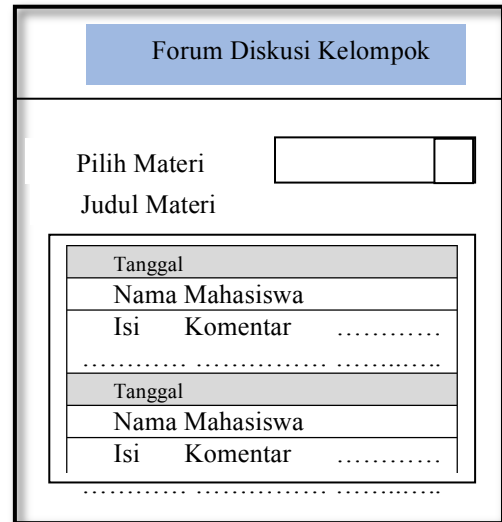 Forum Diskusi Kelompok
Pilih Materi
Judul Materi
Tanggal
Nama Mahasiswa
Isi Komentar …………
………… …………… ……..…..
Tanggal
Nama Mahasiswa
Isi Komentar …………
………… …………… ……..…..